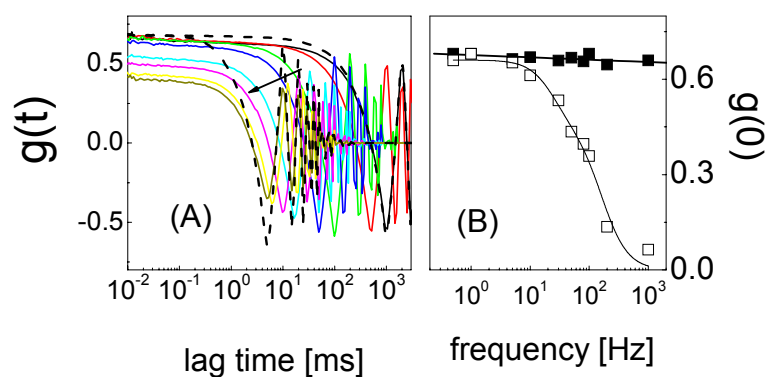 g(t)
0.5
0.0
-0.5
(A)
10^-2 10^-1 10^0 10^1 10^2 10^3
lag time [ms]
(B)
10^0 10^1 10^2 10^3
frequency [Hz]
0.6
0.3
0.0
g(0)